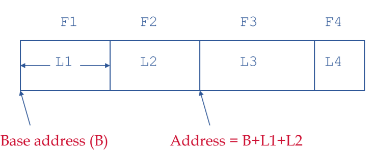 F1 F2 F3 F4
L1 L2 L3 L4
Base address (B) Address = B+L1+L2